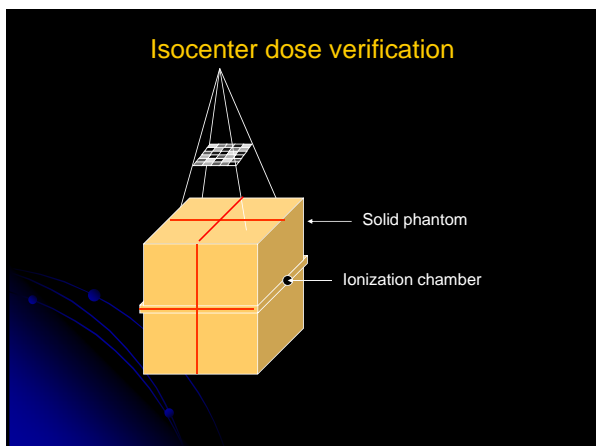 Isocenter dose verification
Solid phantom
Ionization chamber